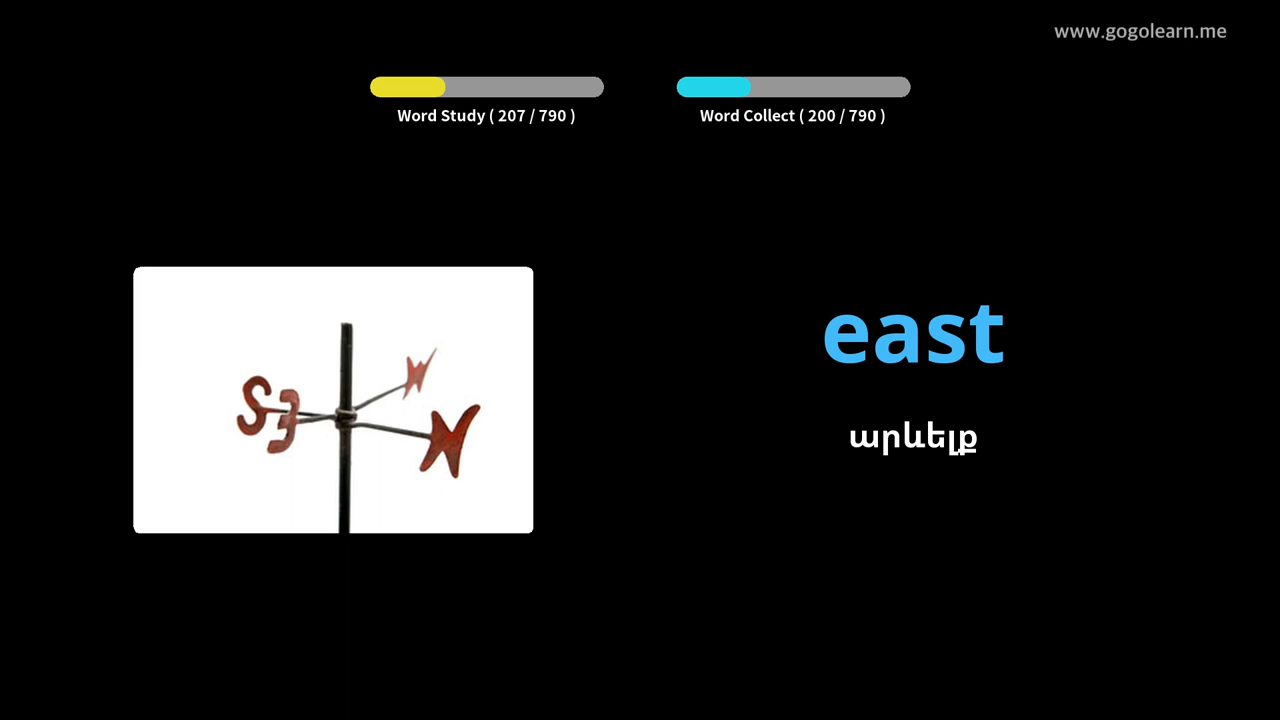 www.gogolearn.me
Word Study ( 207 / 790 )
Word Collect ( 200 / 790 )
east
արևելք
S
E
W
N